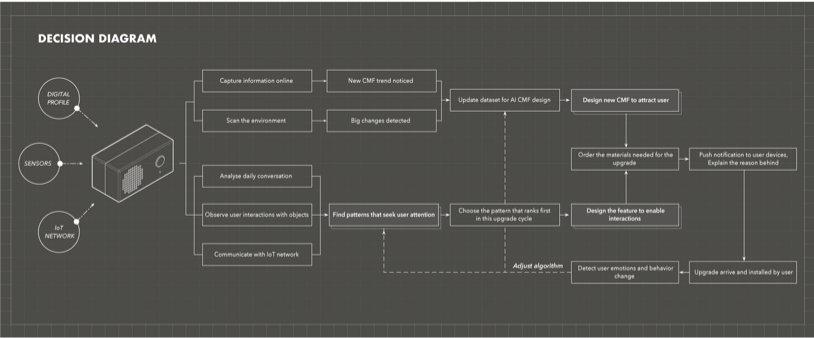 DECISION DIAGRAM
DIGITAL
PROFILE
SENSORS
IoT
NETWORK
Capture information online
New CMF trend noticed
Scan the environment
Big changes detected
Update dataset for AI CMF design
Design new CMF to attract user
Order the materials needed for the
upgrade
Push notification to user devices,
Explain the reason behind
Analyse daily conversation
Observe user interactions with objects
Communicate with IoT network
Find patterns that seek user attention
Choose the pattern that ranks first
in this upgrade cycle
Design the feature to enable
interactions
Adjust algorithm
Detect user emotions and behavior
change
Upgrade arrive and installed by user